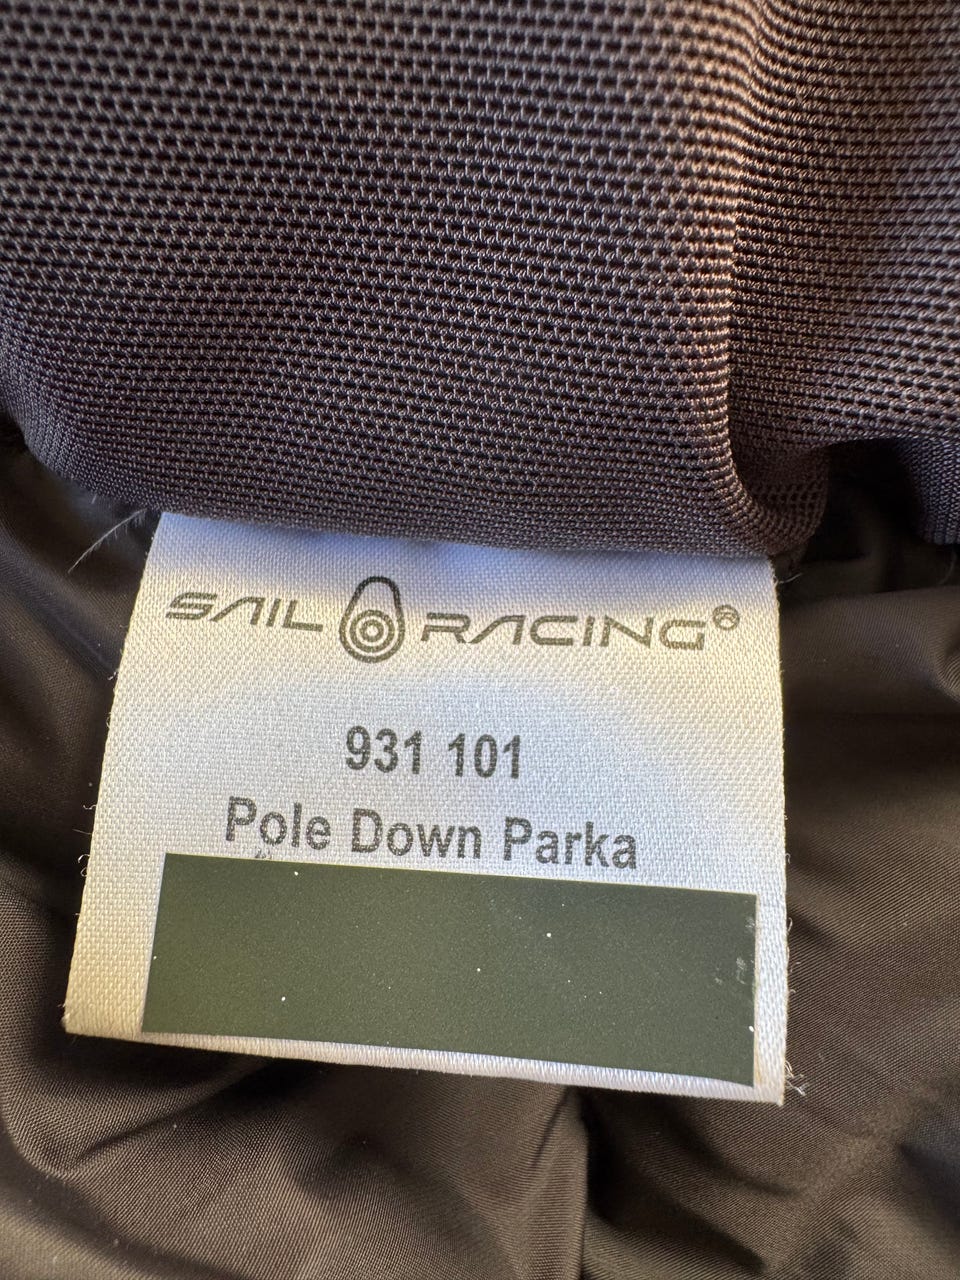 SAIL RACING®
931 101
Pole Down Parka